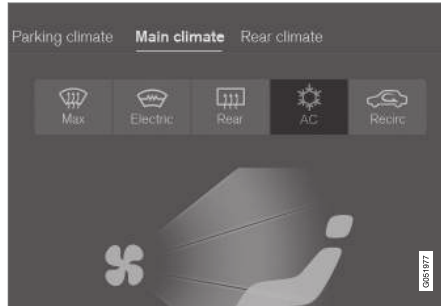 Parking climate Main climate Rear climate
Max Electric Rear AC Recirc
G051977